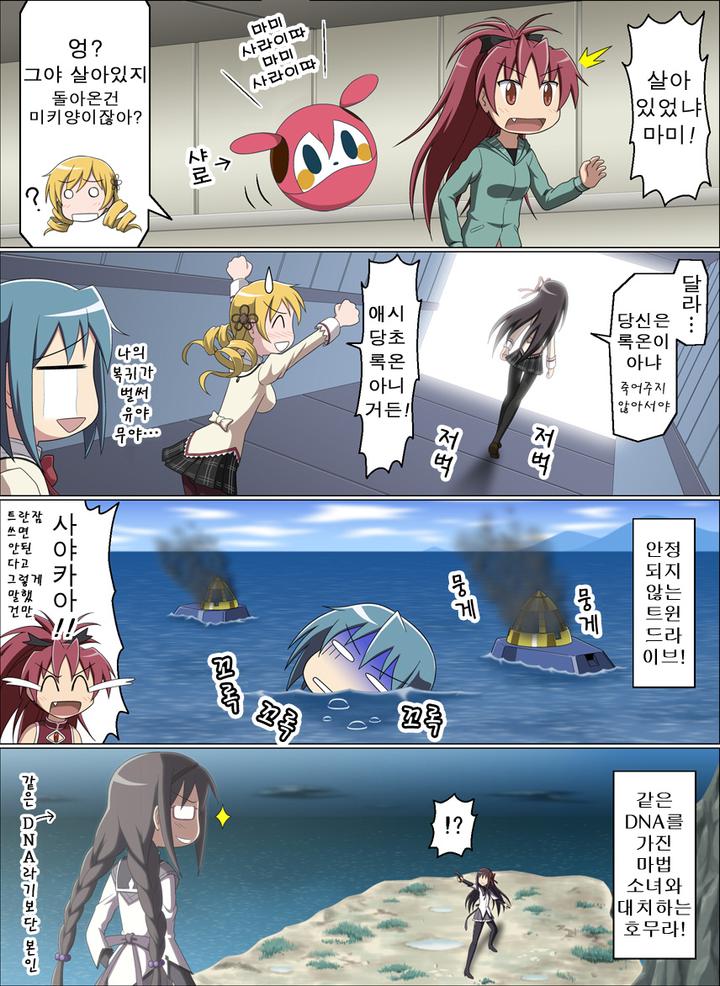 살아
있었냐
마미!
마미
사라이따
마미
사라이따
샤
로
엉?
그야 살아있지
돌아온건
미키양이잖아?
?
달라…
당신은
록온이
아냐
죽어주지
않아서야
저벅
저벅
애시
당초
록온
아니
거든!
나의
복귀가
벌써
유야
무야…
안정
되지
않는
트윈
드라
이브!
뭉게
뭉게
꼬륵
꼬륵
꼬륵
사야카아!!
트란잠
쓰면
안된
다고
그렇게
말했
건만
같은
DNA를
가진
마법
소녀와
대치하는
호무라!
!?
같은 DNA라기보단 본인